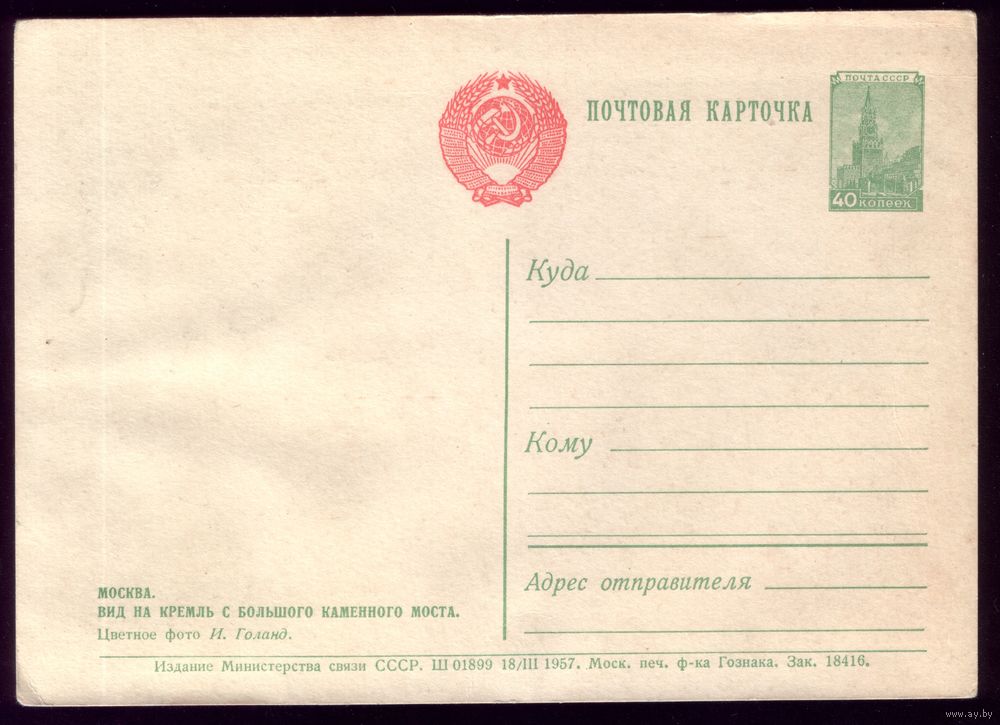 ПОЧТОВАЯ КАРТОЧКА
ПОЧТА СССР
40 КОПЕЕК
Куда
Кому
Адрес отправителя
МОСКВА.
ВИД НА КРЕМЛЬ С БОЛЬШОГО КАМЕННОГО МОСТА.
Цветное фото И. Голанд.
Издание Министерства связи СССР. Ш 01899 18/III 1957. Моск. печ. ф-ка Гознака. Зак. 18416.
www.ay.by